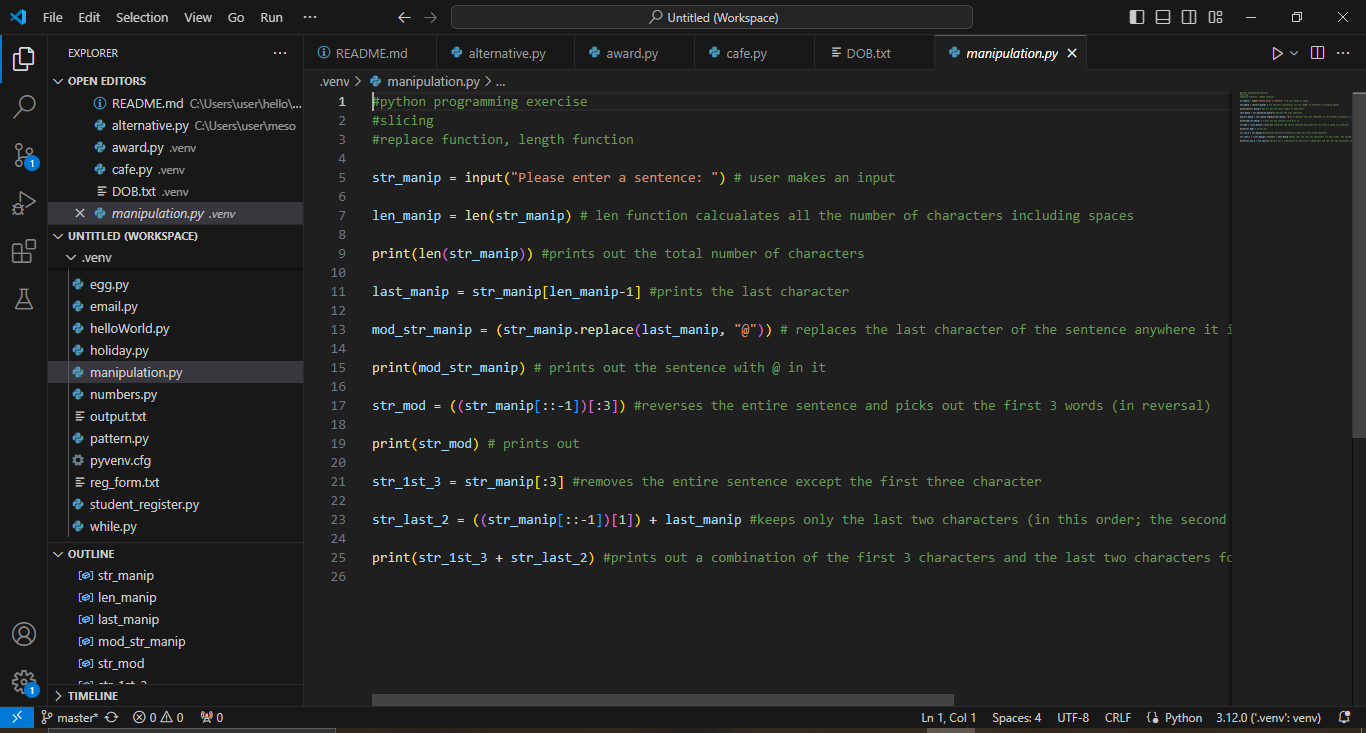 File Edit Selection View Go Run ··· Untitled (Workspace)
EXPLORER ···
OPEN EDITORS
README.md C:\Users\user\hello\...
alternative.py C:\Users\user\meso
award.py .venv
cafe.py .venv
DOB.txt .venv
manipulation.py .venv
UNTITLED (WORKSPACE)
.venv
egg.py
email.py
helloWorld.py
holiday.py
manipulation.py
numbers.py
output.txt
pattern.py
pyvenv.cfg
reg_form.txt
student_register.py
while.py
OUTLINE
str_manip
len_manip
last_manip
mod_str_manip
str_mod
TIMELINE
README.md alternative.py award.py cafe.py DOB.txt manipulation.py
.venv > manipulation.py > ...
1 #python programming exercise
2 #slicing
3 #replace function, length function
4
5 str_manip = input("Please enter a sentence: ") # user makes an input
6
7 len_manip = len(str_manip) # len function calcualates all the number of characters including spaces
8
9 print(len(str_manip)) #prints out the total number of characters
10
11 last_manip = str_manip[len_manip-1] #prints the last character
12
13 mod_str_manip = (str_manip.replace(last_manip, "@")) # replaces the last character of the sentence anywhere it i
14
15 print(mod_str_manip) # prints out the sentence with @ in it
16
17 str_mod = ((str_manip[::-1])[:3]) #reverses the entire sentence and picks out the first 3 words (in reversal)
18
19 print(str_mod) # prints out
20
21 str_1st_3 = str_manip[:3] #removes the entire sentence except the first three character
22
23 str_last_2 = ((str_manip[::-1])[1]) + last_manip #keeps only the last two characters (in this order; the second
24
25 print(str_1st_3 + str_last_2) #prints out a combination of the first 3 characters and the last two characters fo
26
1
1
master* 0 0 0 Ln 1, Col 1 Spaces: 4 UTF-8 CRLF Python 3.12.0 ('.venv': venv)